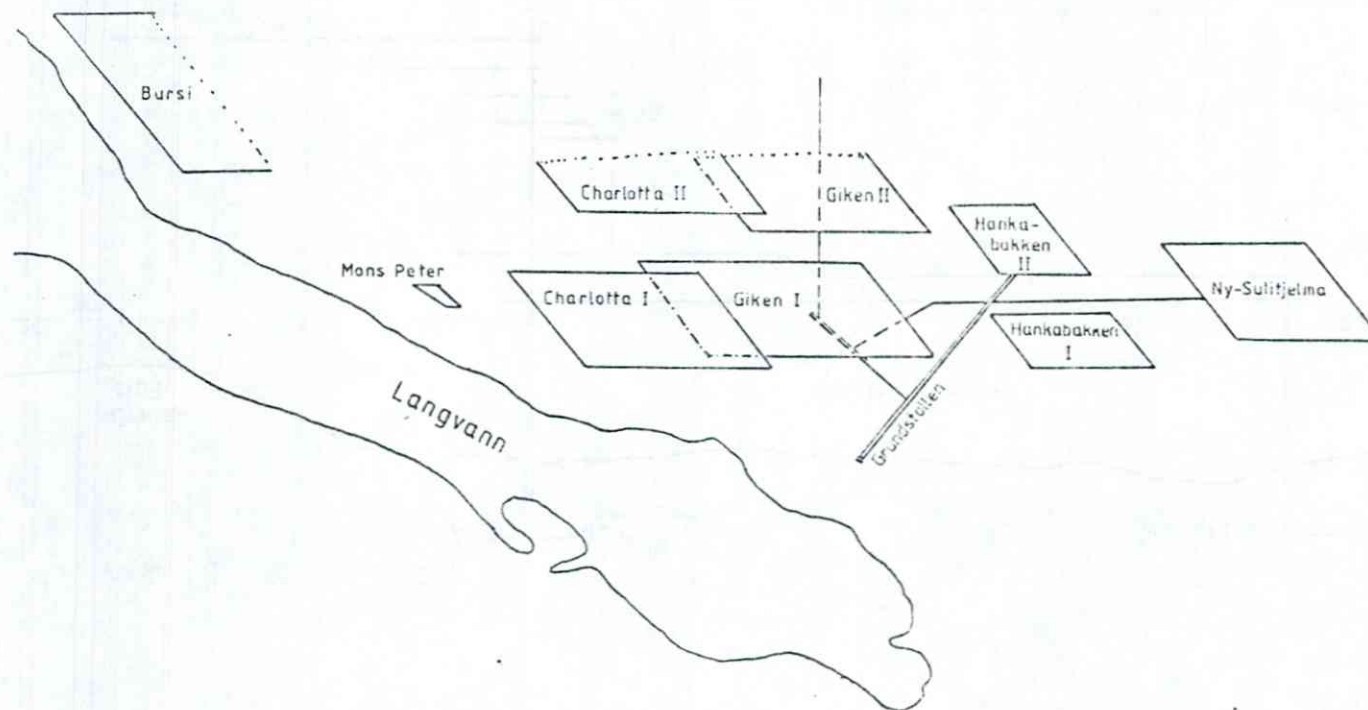 Bursi
Charlotta II
Giken II
Hanka-
bakken
II
Mons Peter
Charlotta I
Giken I
Ny-Sulitjelma
Hankabakken
I
Langvann
Grundstollen